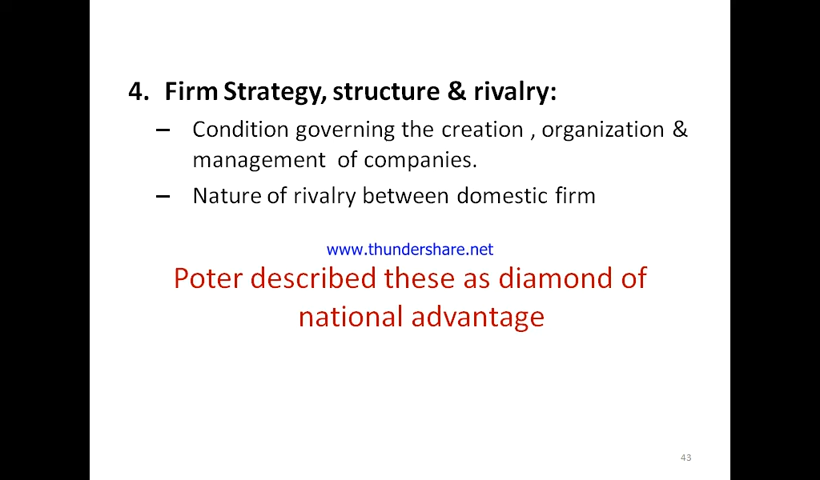 4. Firm Strategy, structure & rivalry:
– Condition governing the creation , organization &
management of companies.
– Nature of rivalry between domestic firm
www.thundershare.net
Poter described these as diamond of
national advantage
43